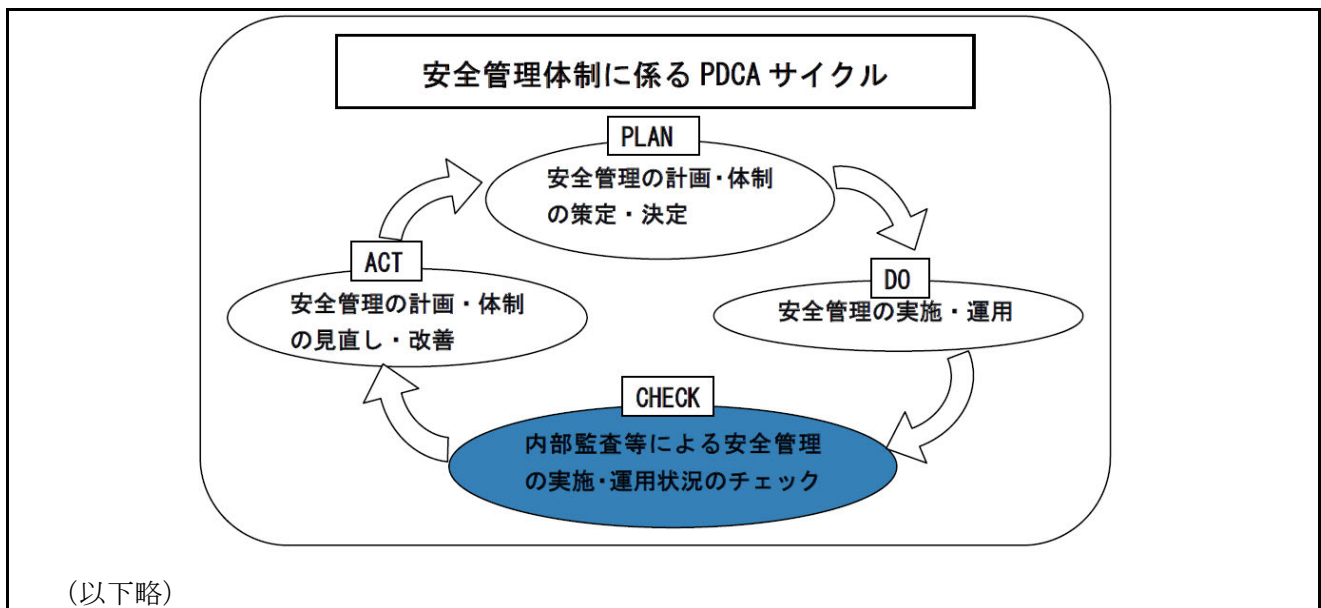 安全管理体制に係る PDCA サイクル
PLAN
安全管理の計画・体制
の策定・決定
DO
安全管理の実施・運用
CHECK
内部監査等による安全管理
の実施・運用状況のチェック
ACT
安全管理の計画・体制
の見直し・改善
(以下略)